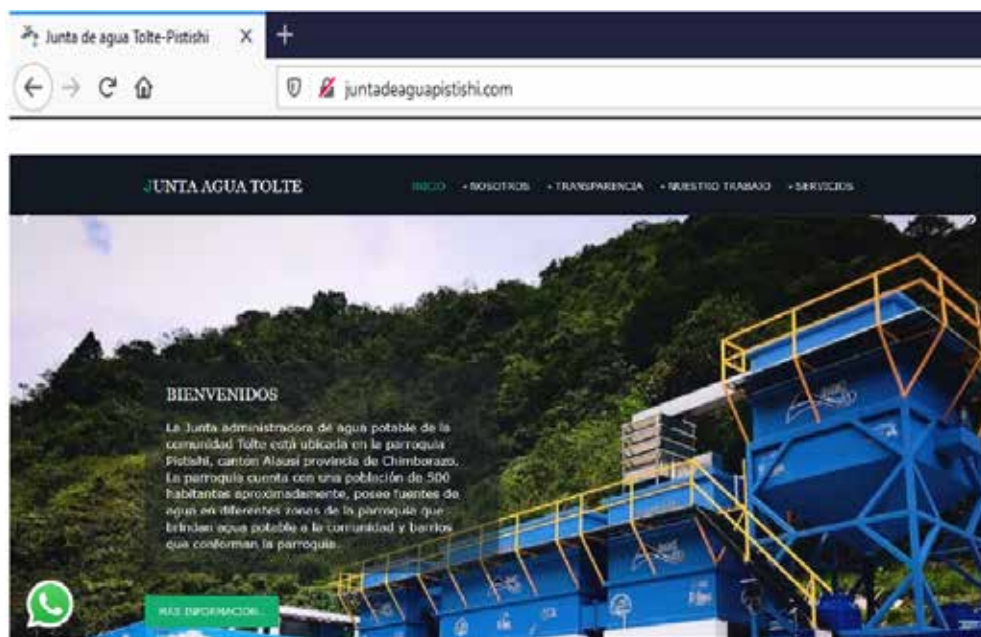 Junta de agua Tolte-Pistishi
juntadeaguapistishi.com
JUNTA AGUA TOLTE
INICIO NOSOTROS TRANSPARENCIA NUESTRO TRABAJO SERVICIOS
BIENVENIDOS
La Junta administradora de agua potable de la
comunidad Tolte está ubicada en la parroquia
Pistishi, cantón Alausí provincia de Chimborazo.
La parroquia cuenta con una población de 500
habitantes aproximadamente, posee fuentes de
agua en diferentes zonas de la parroquia que
brindan agua potable a la comunidad y barrios
que conforman la parroquia.
MÁS INFORMACIÓN